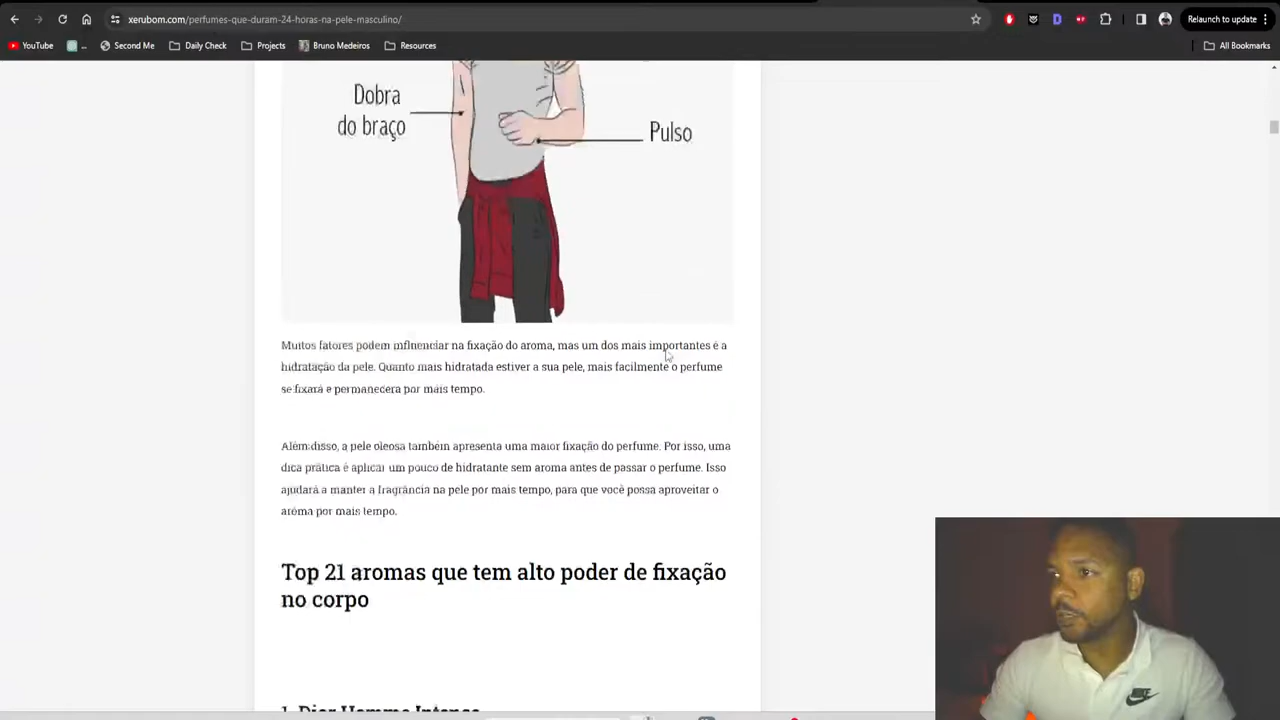 xerubom.com/perfumes-que-duram-24-horas-na-pele-masculino/
Relaunch to update
YouTube
Second Me
Daily Check
Projects
Bruno Medeiros
Resources
All Bookmarks
Dobra
do braço
Pulso
Muitos fatores podem influenciar na fixação do aroma, mas um dos mais importantes é a
hidratação da pele. Quanto mais hidratada estiver a sua pele, mais facilmente o perfume
se fixará e permanecerá por mais tempo.
Além disso, a pele oleosa também apresenta uma maior fixação do perfume. Por isso, uma
dica prática é aplicar um pouco de hidratante sem aroma antes de passar o perfume. Isso
ajudará a manter a fragrância na pele por mais tempo, para que você possa aproveitar o
aroma por mais tempo.
Top 21 aromas que tem alto poder de fixação
no corpo
1. Dior Homme Intense